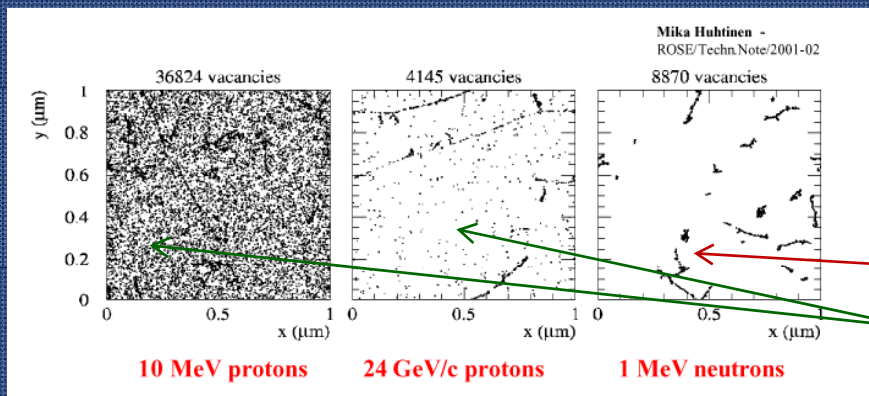 Mika Huhtinen -
ROSE/Techn.Note/2001-02
36824 vacancies
4145 vacancies
8870 vacancies
y (μm)
1
0.8
0.6
0.4
0.2
0
0 0.5 1
x (μm)
0 0.5 1
x (μm)
0 0.5 1
x (μm)
10 MeV protons
24 GeV/c protons
1 MeV neutrons